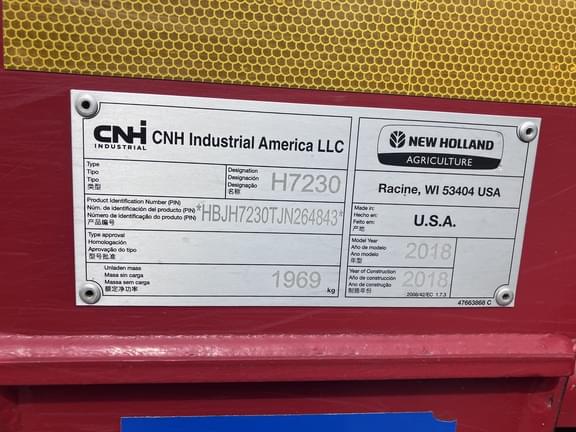 CNH INDUSTRIAL CNH Industrial America LLC
Type
Tipo
Tipo
类型
Designation
Designación
Designação
名称
H7230
Product Identification Number (PIN)
Núm. de identificación del producto (PIN)
Número de identificação do produto (PIN)
产品编号
*HBJH7230TJN264843*
Type approval
Homologación
Aprovação do tipo
型号批准
Unladen mass
Masa sin carga
Massa sem carga
额定净功率
1969 kg
NEW HOLLAND
AGRICULTURE
Racine, WI 53404 USA
Made in:
Hecho en:
Feito em:
产地
U.S.A.
Model Year
Año de modelo
Ano modelo
年型
2018
Year of Construction
Año de construcción
Ano de construção
制造年份
2018
2006/42/EC 1.7.3
47663868 C